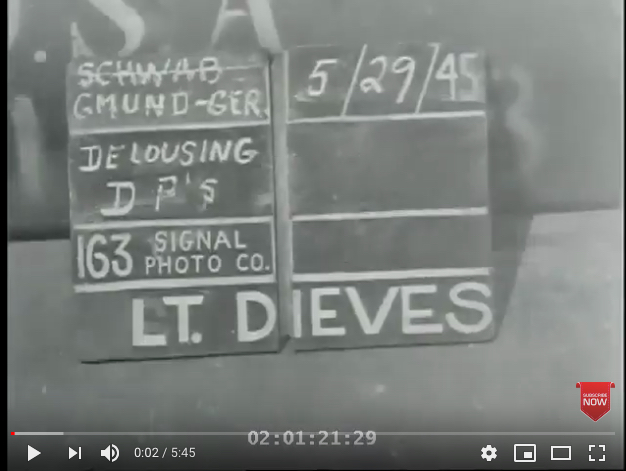 S A
SCHWAB
GMUND-GER.
5/29/45
DELOUSING
DP'S
163 SIGNAL
PHOTO CO.
LT. DIEVES
SUBSCRIBE
NOW
02:01:21:29
0:02 / 5:45